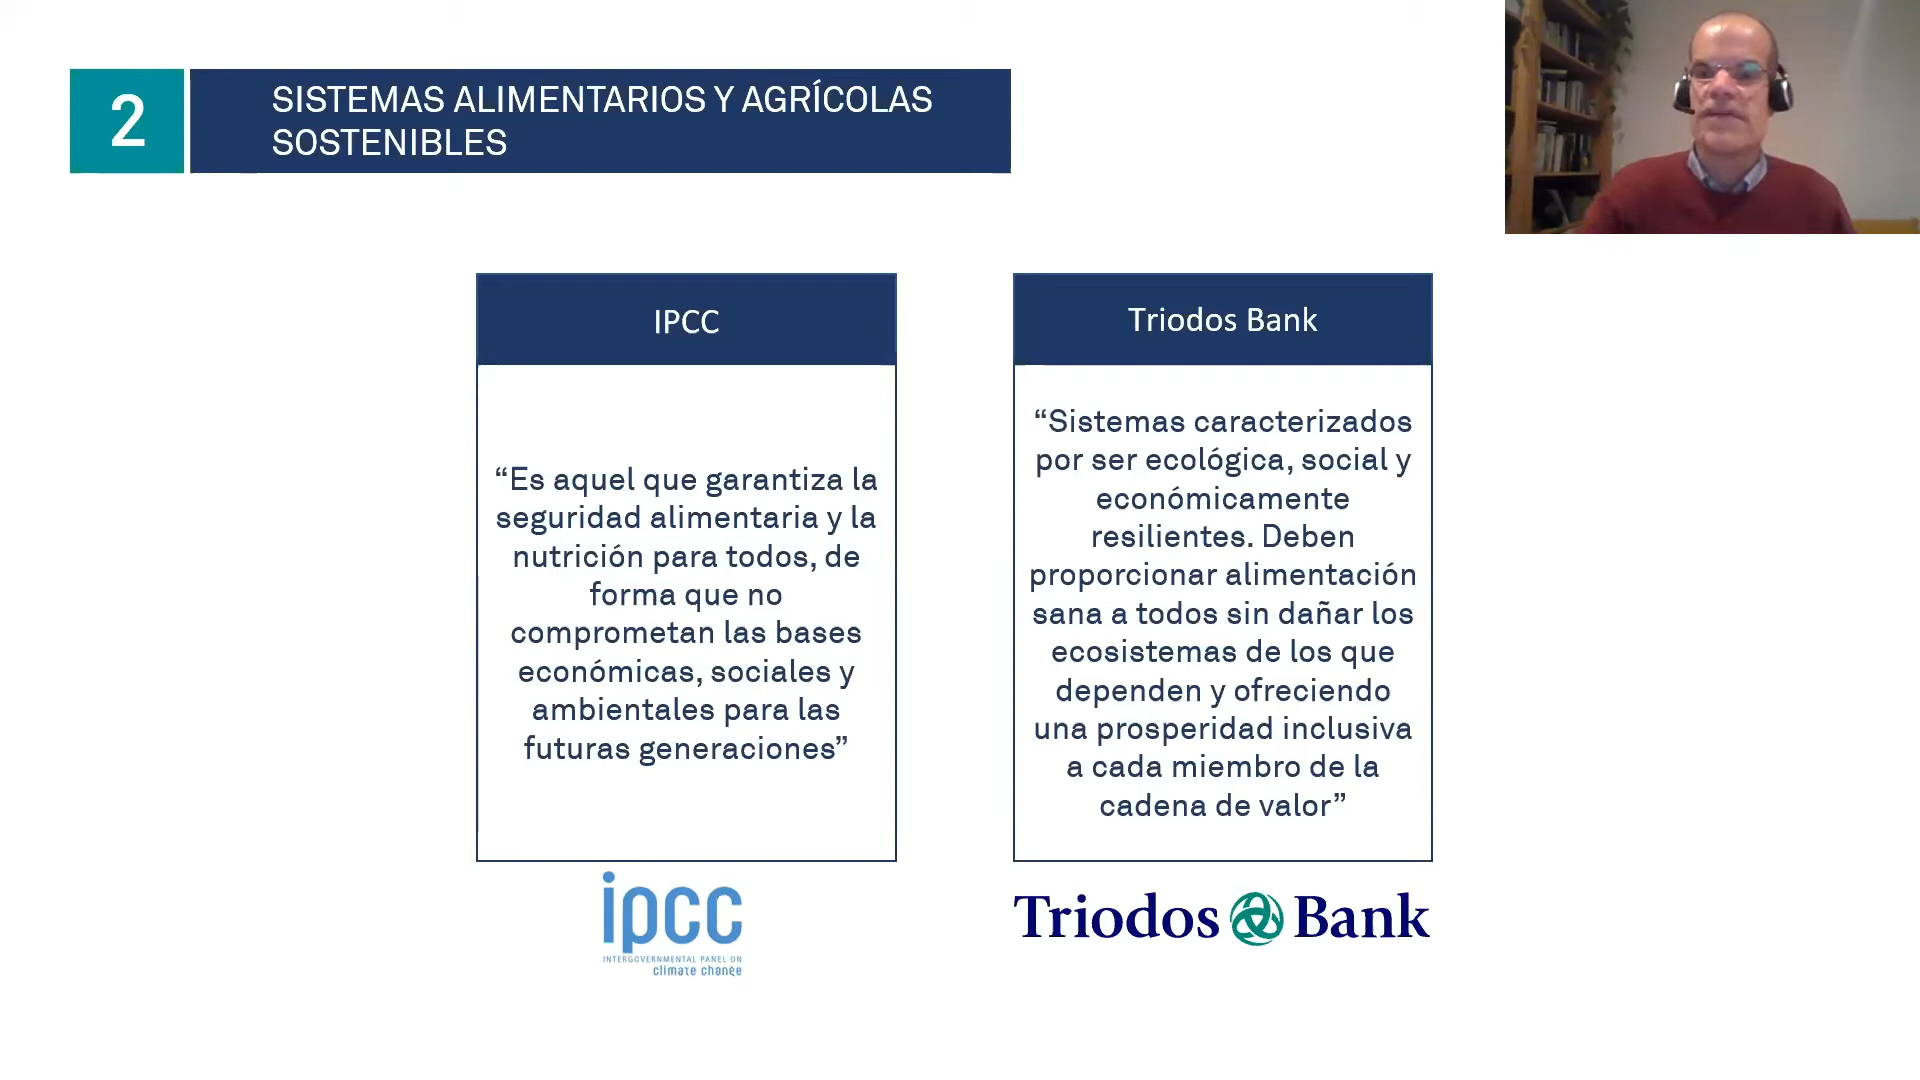 2
SISTEMAS ALIMENTARIOS Y AGRÍCOLAS
SOSTENIBLES
IPCC
“Es aquel que garantiza la
seguridad alimentaria y la
nutrición para todos, de
forma que no
comprometan las bases
económicas, sociales y
ambientales para las
futuras generaciones”
ipcc
INTERGOVERNMENTAL PANEL ON
climate change
Triodos Bank
“Sistemas caracterizados
por ser ecológica, social y
económicamente
resilientes. Deben
proporcionar alimentación
sana a todos sin dañar los
ecosistemas de los que
dependen y ofreciendo
una prosperidad inclusiva
a cada miembro de la
cadena de valor”
Triodos Bank